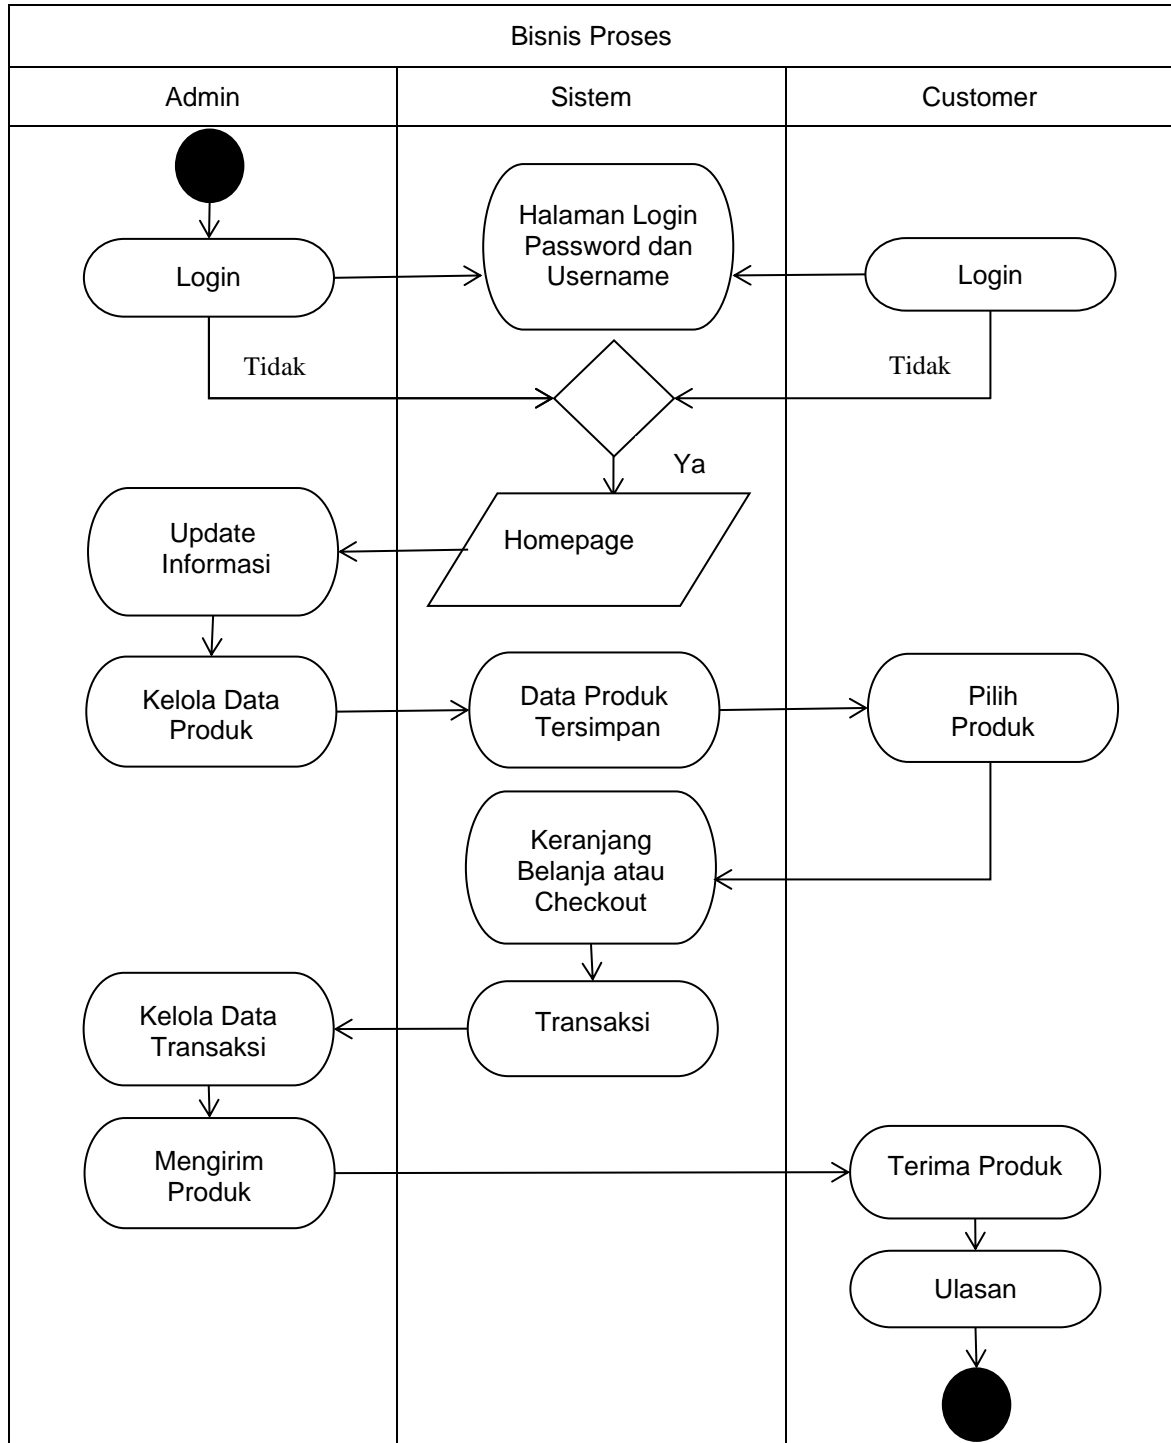 Bisnis Proses
Admin
Sistem
Customer
Halaman Login
Password dan
Username
Login
Login
Tidak
Tidak
Ya
Update
Informasi
Homepage
Kelola Data
Produk
Data Produk
Tersimpan
Pilih
Produk
Keranjang
Belanja atau
Checkout
Kelola Data
Transaksi
Transaksi
Mengirim
Produk
Terima Produk
Ulasan